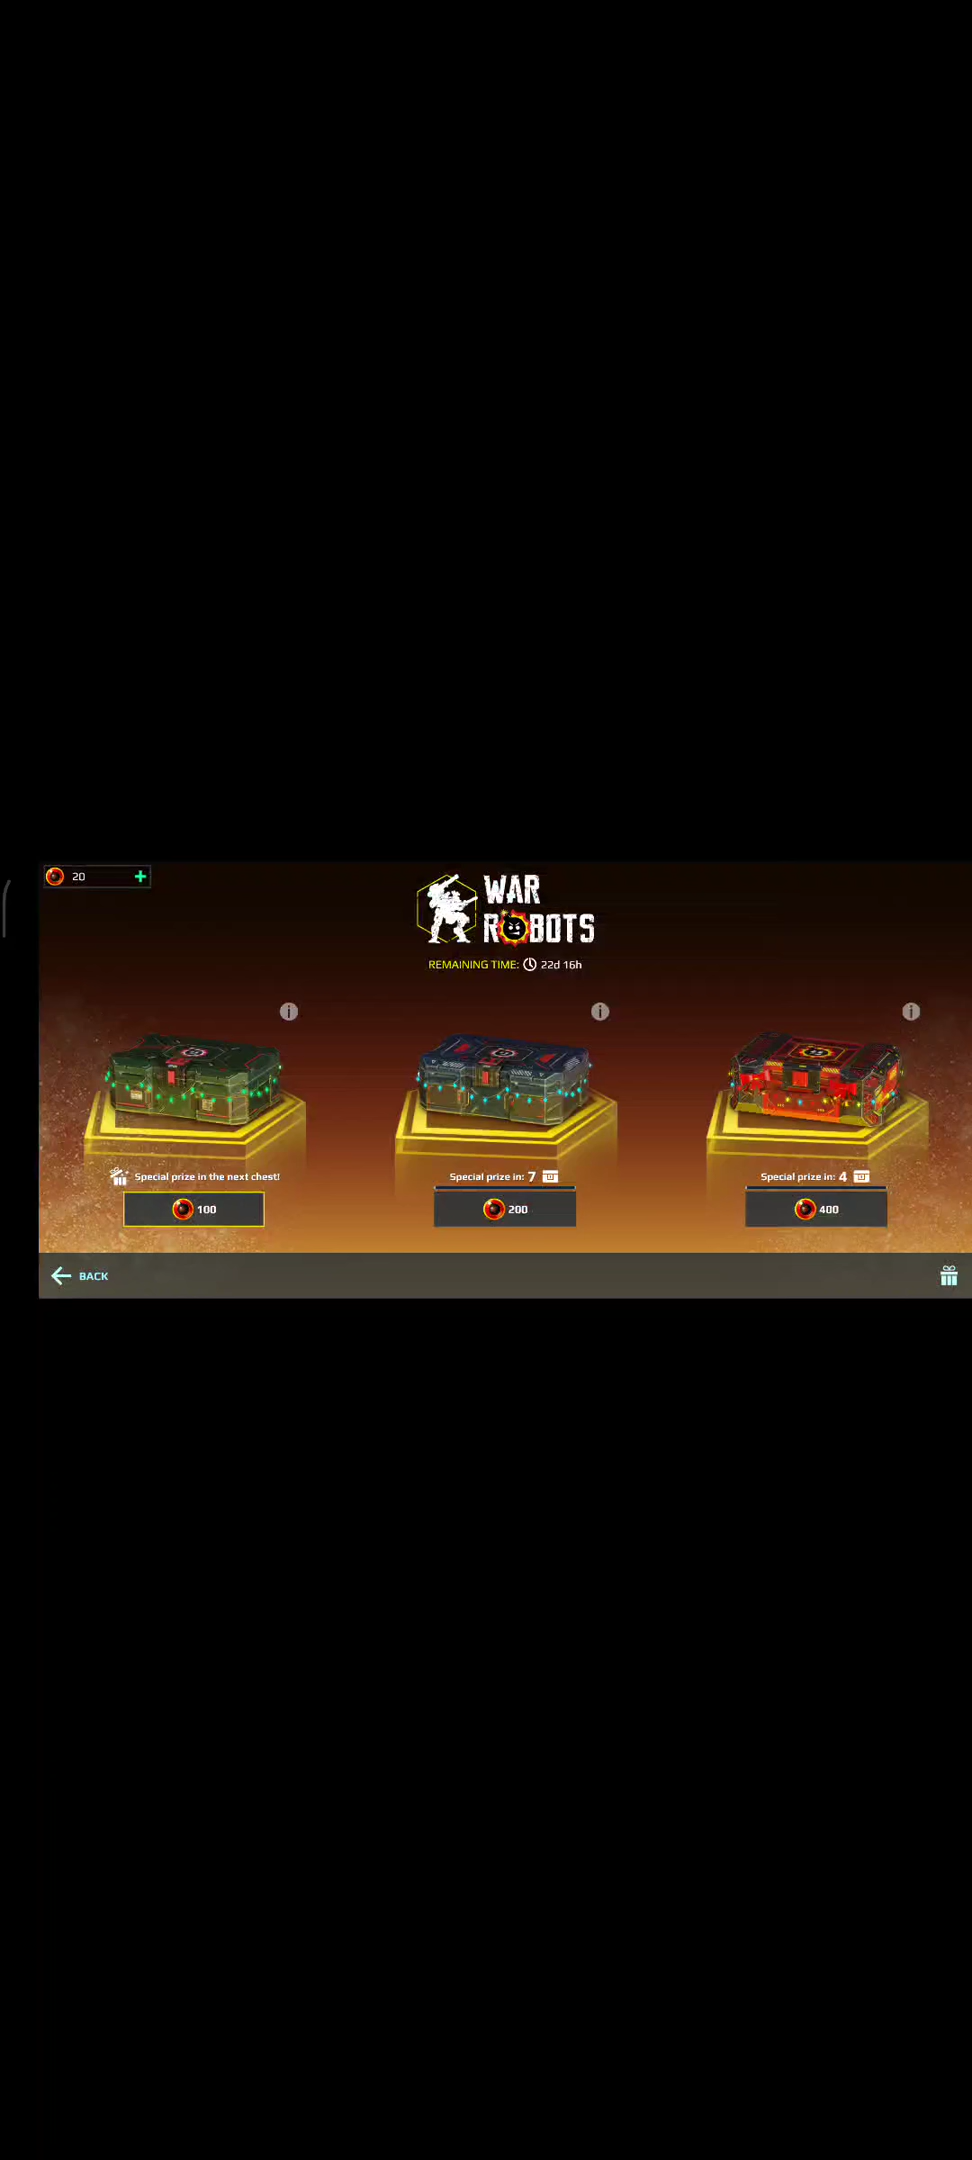 20
WAR
ROBOTS
REMAINING TIME: 22d 16h
Special prize in the next chest!
100
Special prize in: 7
200
Special prize in: 4
400
BACK